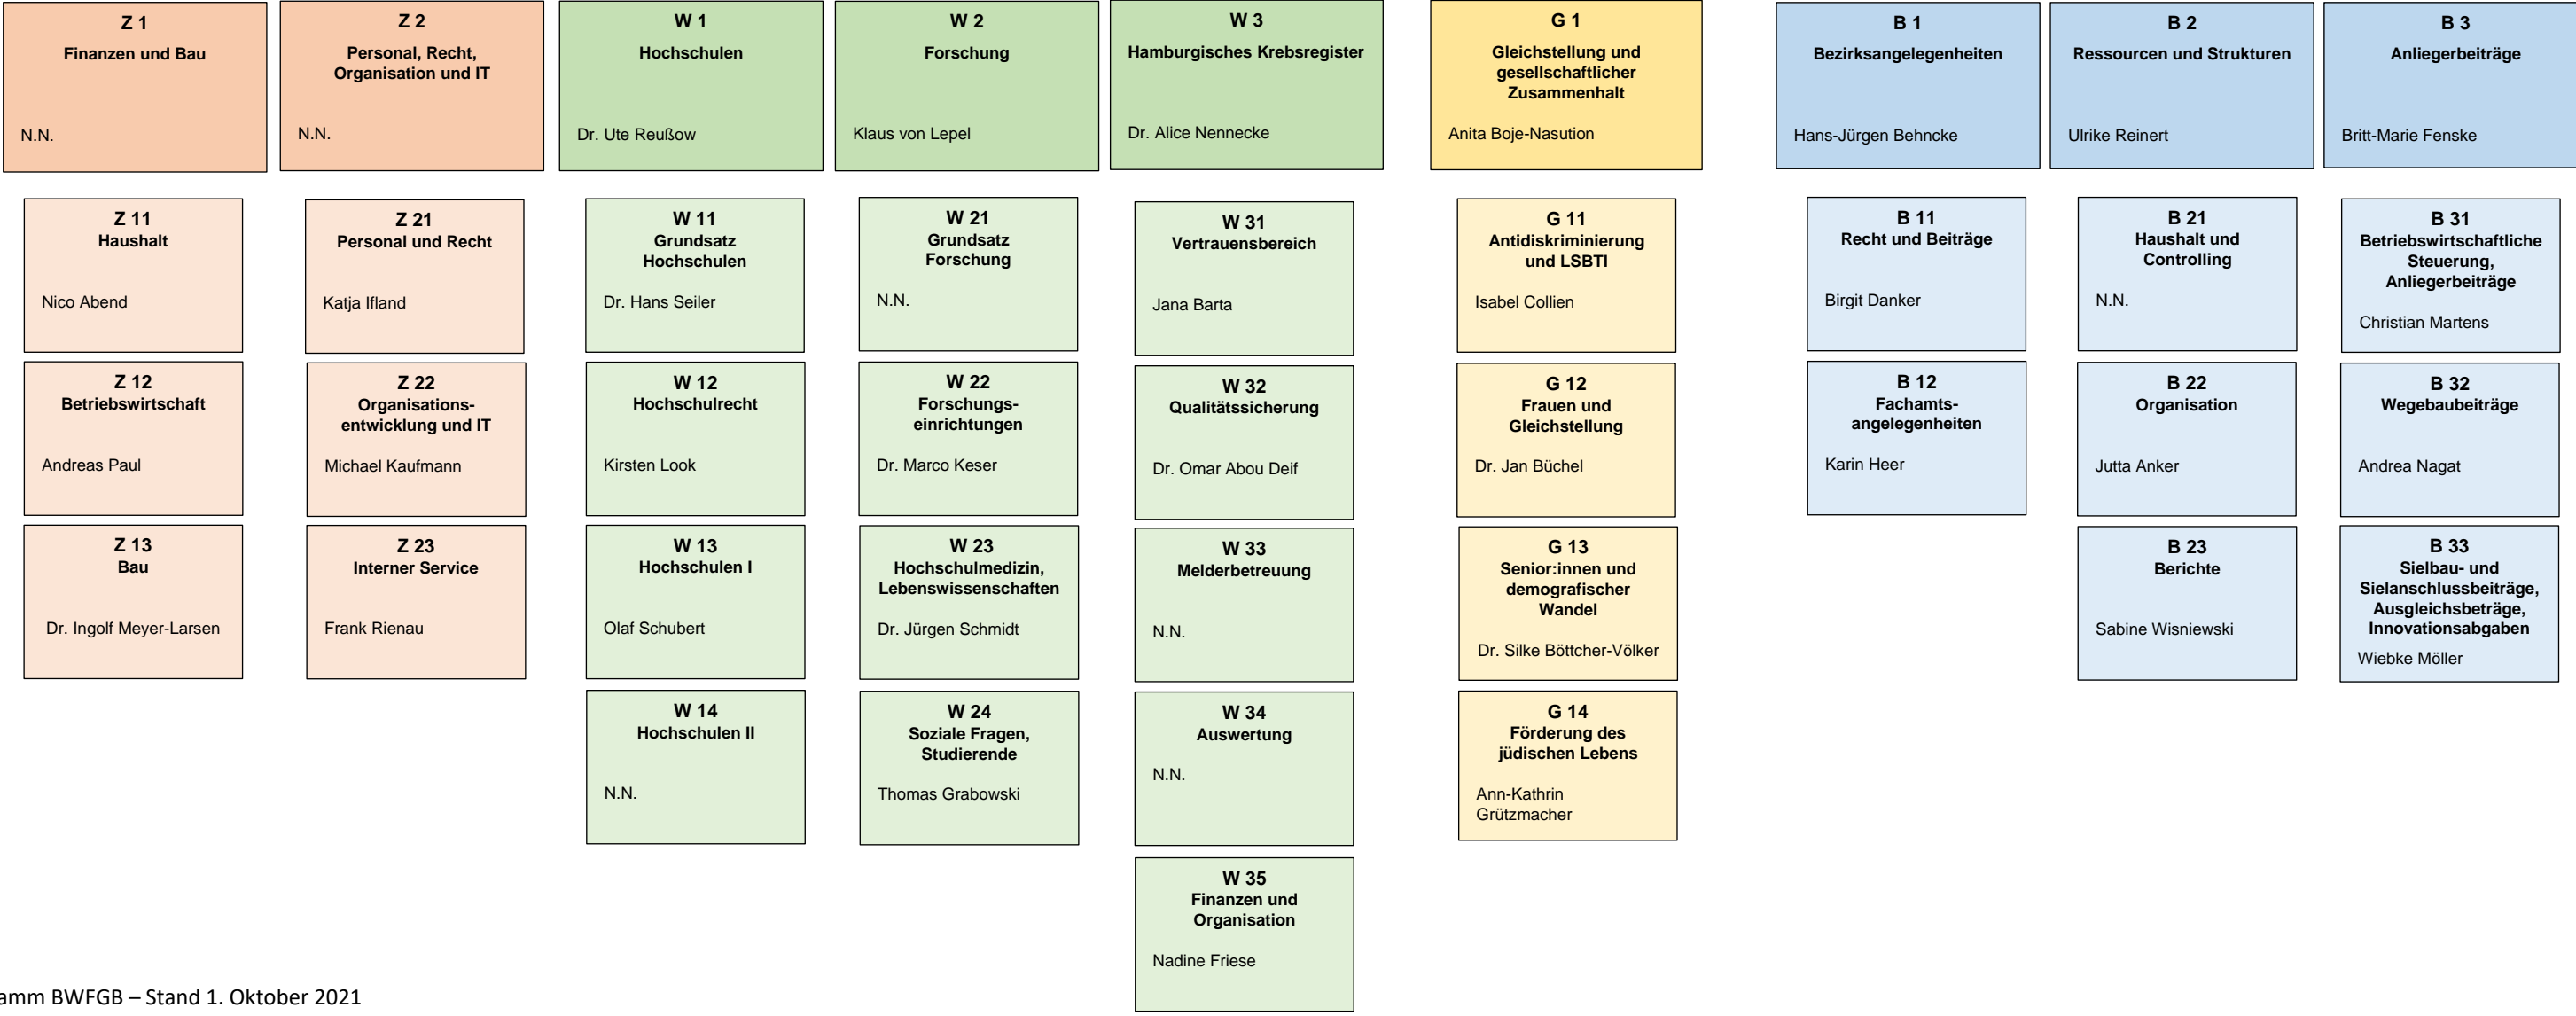 Z 1
Finanzen und Bau
N.N.
Z 2
Personal, Recht,
Organisation und IT
N.N.
W 1
Hochschulen
Dr. Ute Reußow
W 2
Forschung
Klaus von Lepel
W 3
Hamburgisches Krebsregister
Dr. Alice Nennecke
G 1
Gleichstellung und
gesellschaftlicher
Zusammenhalt
Anita Boje-Nasution
B 1
Bezirksangelegenheiten
Hans-Jürgen Behncke
B 2
Ressourcen und Strukturen
Ulrike Reinert
B 3
Anliegerbeiträge
Britt-Marie Fenske
Z 11
Haushalt
Nico Abend
Z 12
Betriebswirtschaft
Andreas Paul
Z 13
Bau
Dr. Ingolf Meyer-Larsen
Z 21
Personal und Recht
Katja Ifland
Z 22
Organisations-
entwicklung und IT
Michael Kaufmann
Z 23
Interner Service
Frank Rienau
W 11
Grundsatz
Hochschulen
Dr. Hans Seiler
W 12
Hochschulrecht
Kirsten Look
W 13
Hochschulen I
Olaf Schubert
W 14
Hochschulen II
N.N.
W 21
Grundsatz
Forschung
N.N.
W 22
Forschungs-
einrichtungen
Dr. Marco Keser
W 23
Hochschulmedizin,
Lebenswissenschaften
Dr. Jürgen Schmidt
W 24
Soziale Fragen,
Studierende
Thomas Grabowski
W 31
Vertrauensbereich
Jana Barta
W 32
Qualitätssicherung
Dr. Omar Abou Deif
W 33
Melderbetreuung
N.N.
W 34
Auswertung
N.N.
W 35
Finanzen und
Organisation
Nadine Friese
G 11
Antidiskriminierung
und LSBTI
Isabel Collien
G 12
Frauen und
Gleichstellung
Dr. Jan Büchel
G 13
Senior:innen und
demografischer
Wandel
Dr. Silke Böttcher-Völker
G 14
Förderung des
jüdischen Lebens
Ann-Kathrin
Grützmacher
B 11
Recht und Beiträge
Birgit Danker
B 12
Fachamts-
angelegenheiten
Karin Heer
B 21
Haushalt und
Controlling
N.N.
B 22
Organisation
Jutta Anker
B 23
Berichte
Sabine Wisniewski
B 31
Betriebswirtschaftliche
Steuerung,
Anliegerbeiträge
Christian Martens
B 32
Wegebaubeiträge
Andrea Nagat
B 33
Sielbau- und
Sielanschlussbeiträge,
Ausgleichsbeträge,
Innovationsabgaben
Wiebke Möller
amm BWFGB – Stand 1. Oktober 2021